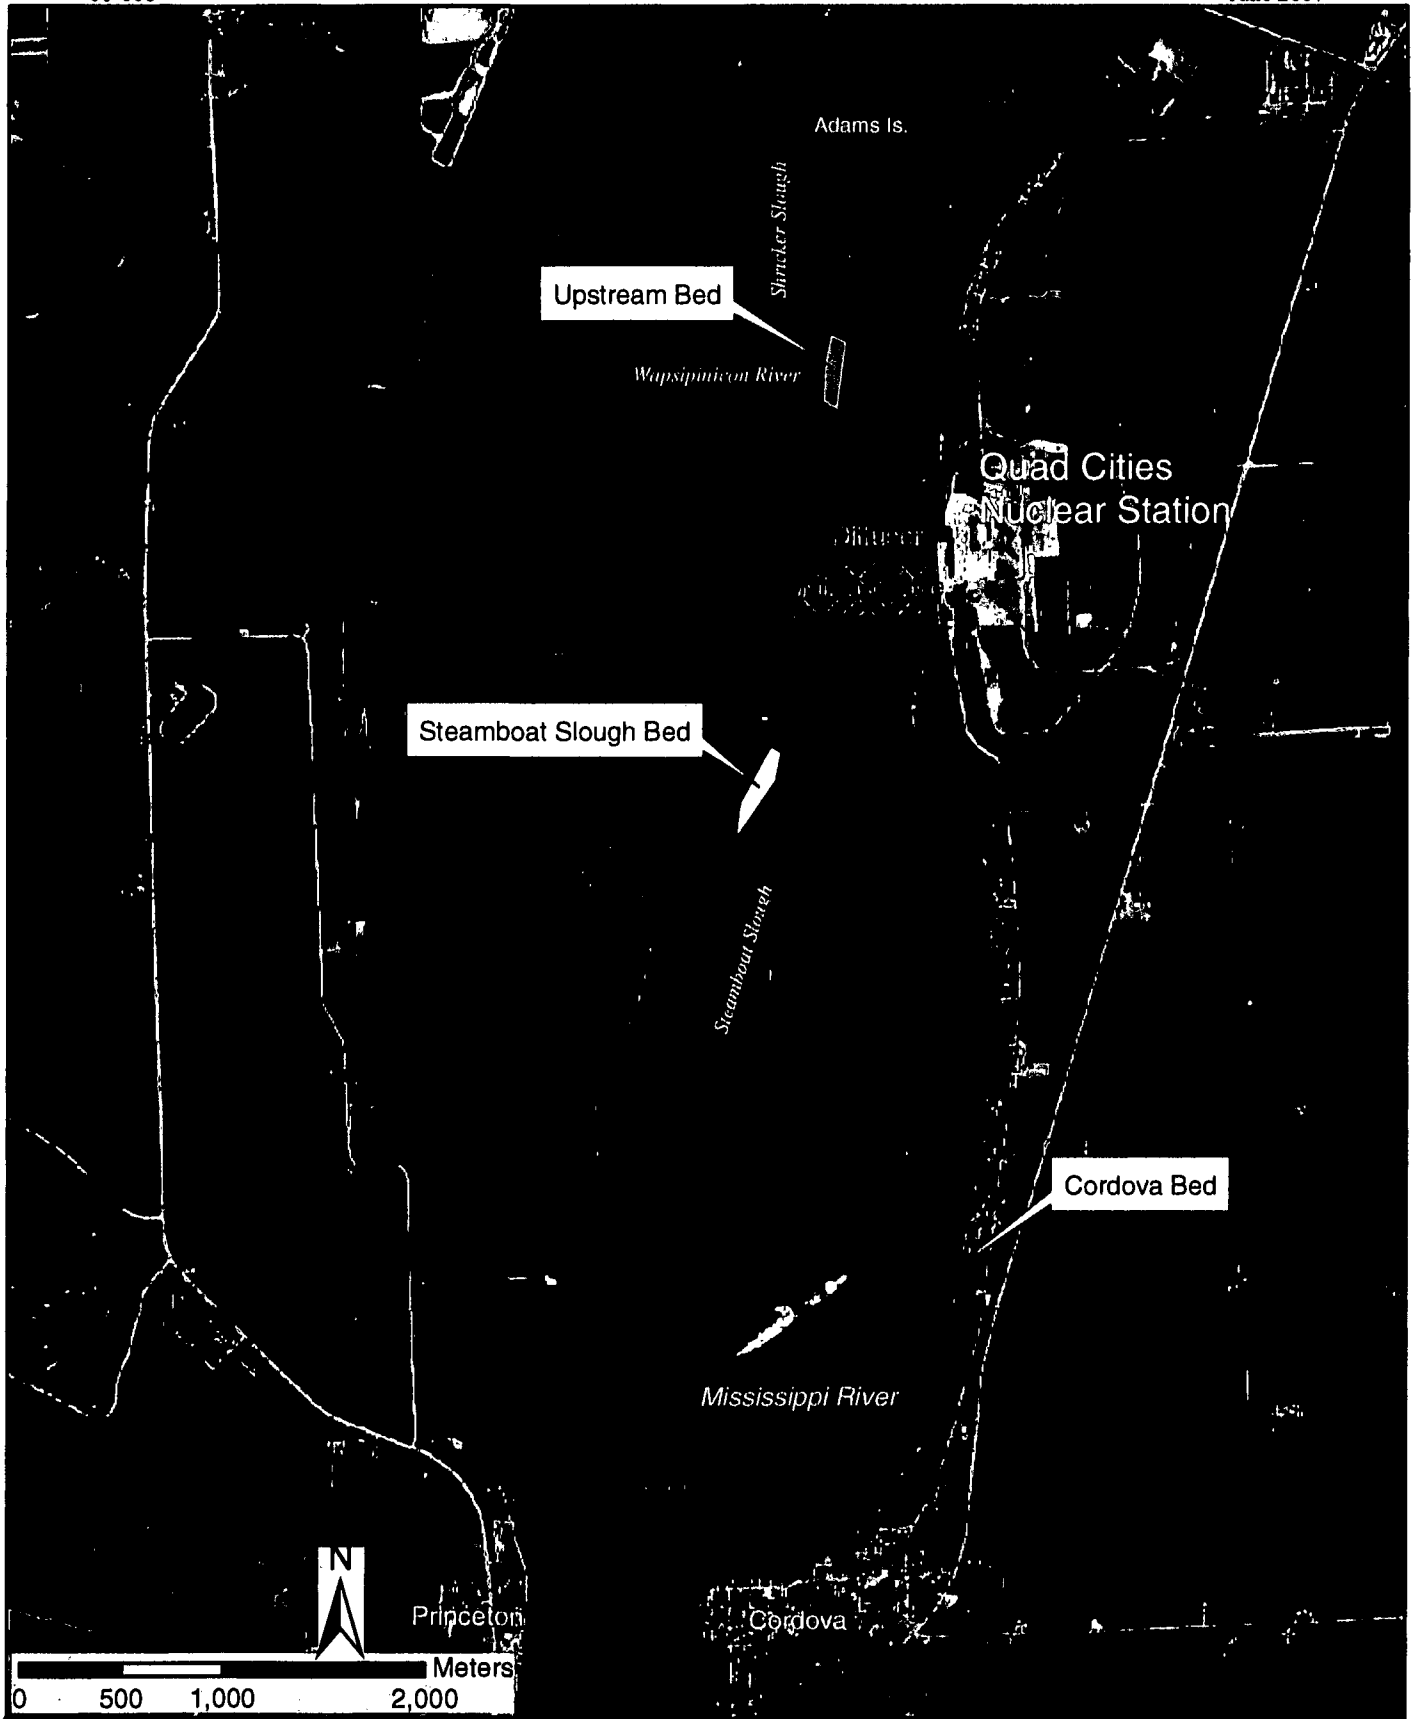 Adams Is.
Shricker Slough
Upstream Bed
Wapsipinicon River
Quad Cities
Nuclear Station
Diffuser
Steamboat Slough Bed
Steamboat Slough
Cordova Bed
Mississippi River
N
Princeton
Cordova
Meters
0 500 1,000 2,000